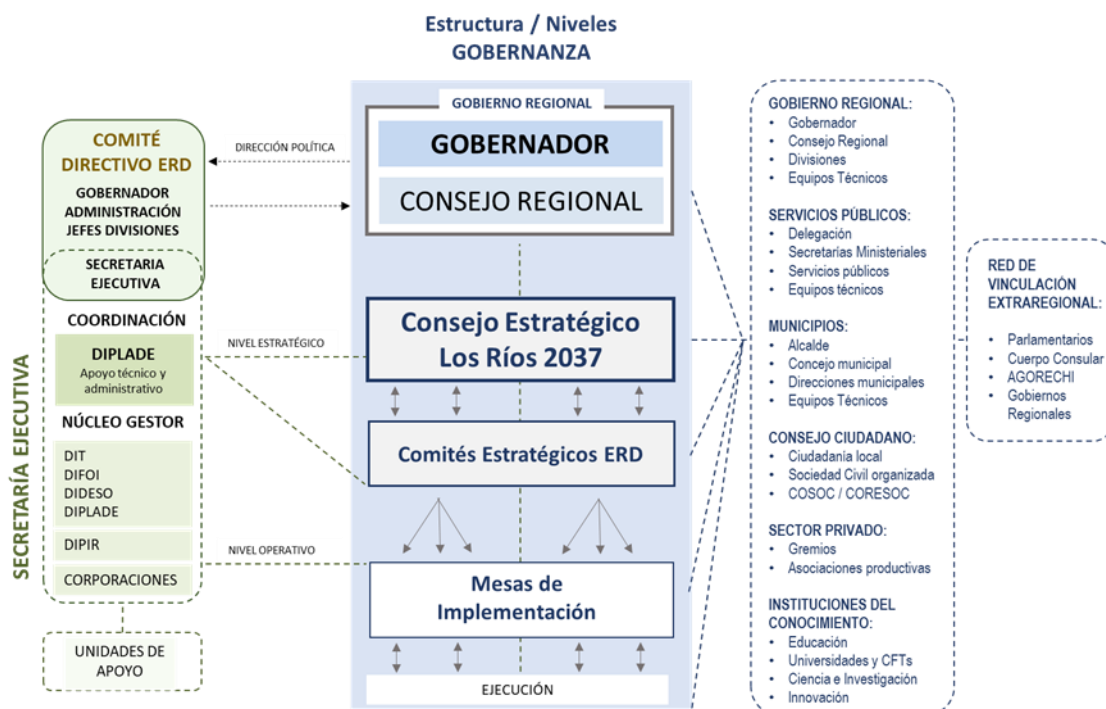 Estructura / Niveles
GOBERNANZA
COMITÉ
DIRECTIVO ERD
GOBERNADOR
ADMINISTRACIÓN
JEFES DIVISIONES
SECRETARIA
EJECUTIVA
COORDINACIÓN
DIPLADE
Apoyo técnico y
administrativo
NÚCLEO GESTOR
DIT
DIFOI
DIDESO
DIPLADE
DIPIR
CORPORACIONES
UNIDADES DE
APOYO
SECRETARÍA EJECUTIVA
DIRECCIÓN POLÍTICA
NIVEL ESTRATÉGICO
NIVEL OPERATIVO
GOBIERNO REGIONAL
GOBERNADOR
CONSEJO REGIONAL
Consejo Estratégico
Los Ríos 2037
Comités Estratégicos ERD
Mesas de
Implementación
EJECUCIÓN
GOBIERNO REGIONAL:
• Gobernador
• Consejo Regional
• Divisiones
• Equipos Técnicos
SERVICIOS PÚBLICOS:
• Delegación
• Secretarías Ministeriales
• Servicios públicos
• Equipos técnicos
MUNICIPIOS:
• Alcalde
• Concejo municipal
• Direcciones municipales
• Equipos Técnicos
CONSEJO CIUDADANO:
• Ciudadanía local
• Sociedad Civil organizada
• COSOC / CORESOC
SECTOR PRIVADO:
• Gremios
• Asociaciones productivas
INSTITUCIONES DEL
CONOCIMIENTO:
• Educación
• Universidades y CFTs
• Ciencia e Investigación
• Innovación
RED DE
VINCULACIÓN
EXTRAREGIONAL:
• Parlamentarios
• Cuerpo Consular
• AGORECHI
• Gobiernos
Regionales